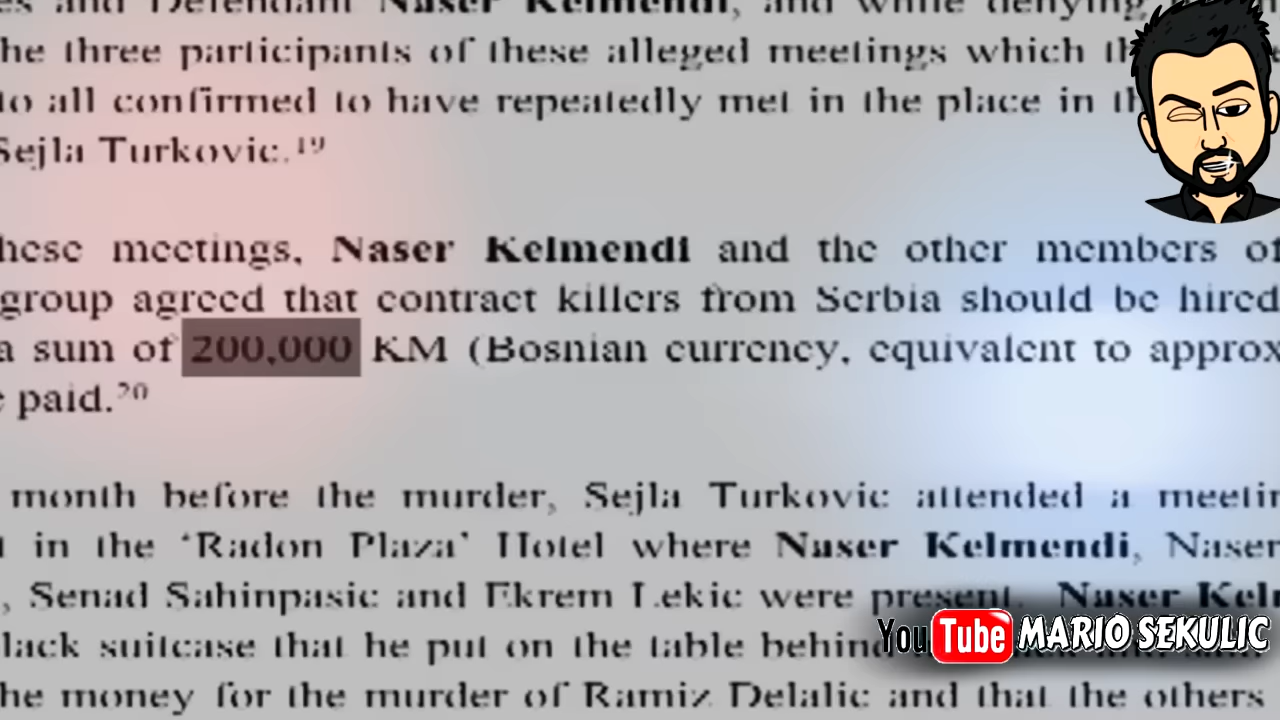 and Defendant Naser Kelmendi, and while denying
he three participants of these alleged meetings which
to all confirmed to have repeatedly met in the place in
Sejla Turkovic.¹⁹
hese meetings, Naser Kelmendi and the other members of
group agreed that contract killers from Serbia should be hired
a sum of 200,000 KM (Bosnian currency, equivalent to approx
e paid.²⁰
month before the murder, Sejla Turkovic attended a meetin
in the 'Radon Plaza' Hotel where Naser Kelmendi, Naser
, Senad Sahinpasic and Ekrem Lekic were present. Naser Kel
lack suitcase that he put on the table behind
he money for the murder of Ramiz Delalic and that the others
YouTube MARIO SEKULIC